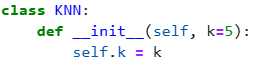 class KNN:
    def __init__(self, k=5):
        self.k = k